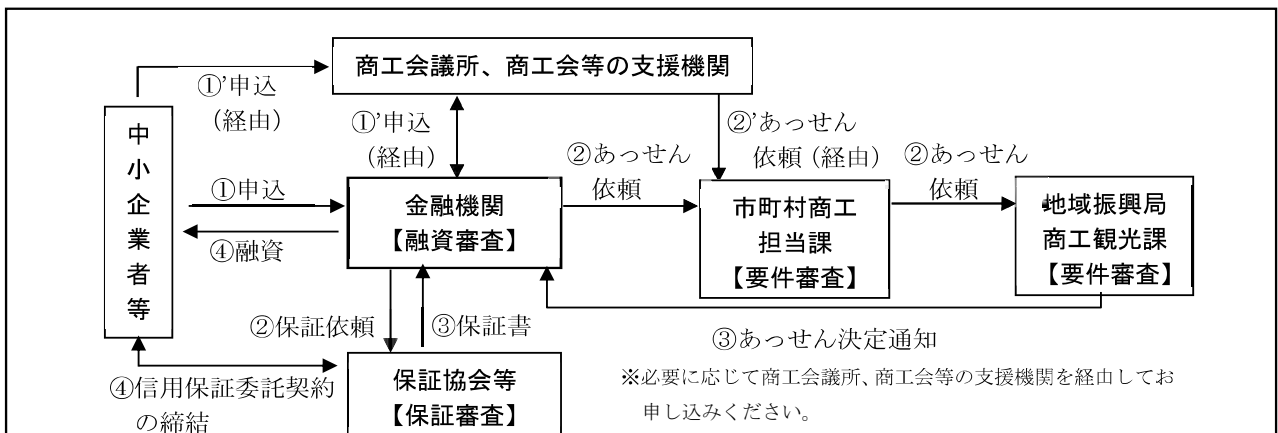 商工会議所、商工会等の支援機関
①’申込
（経由）
①’申込
（経由）
②’あっせん
依頼（経由）
②あっせん
依頼
②あっせん
依頼
中
小
企
業
者
等
①申込
④融資
金融機関
【融資審査】
市町村商工
担当課
【要件審査】
地域振興局
商工観光課
【要件審査】
②保証依頼
③保証書
③あっせん決定通知
④信用保証委託契約
の締結
保証協会等
【保証審査】
※必要に応じて商工会議所、商工会等の支援機関を経由してお
申し込みください。